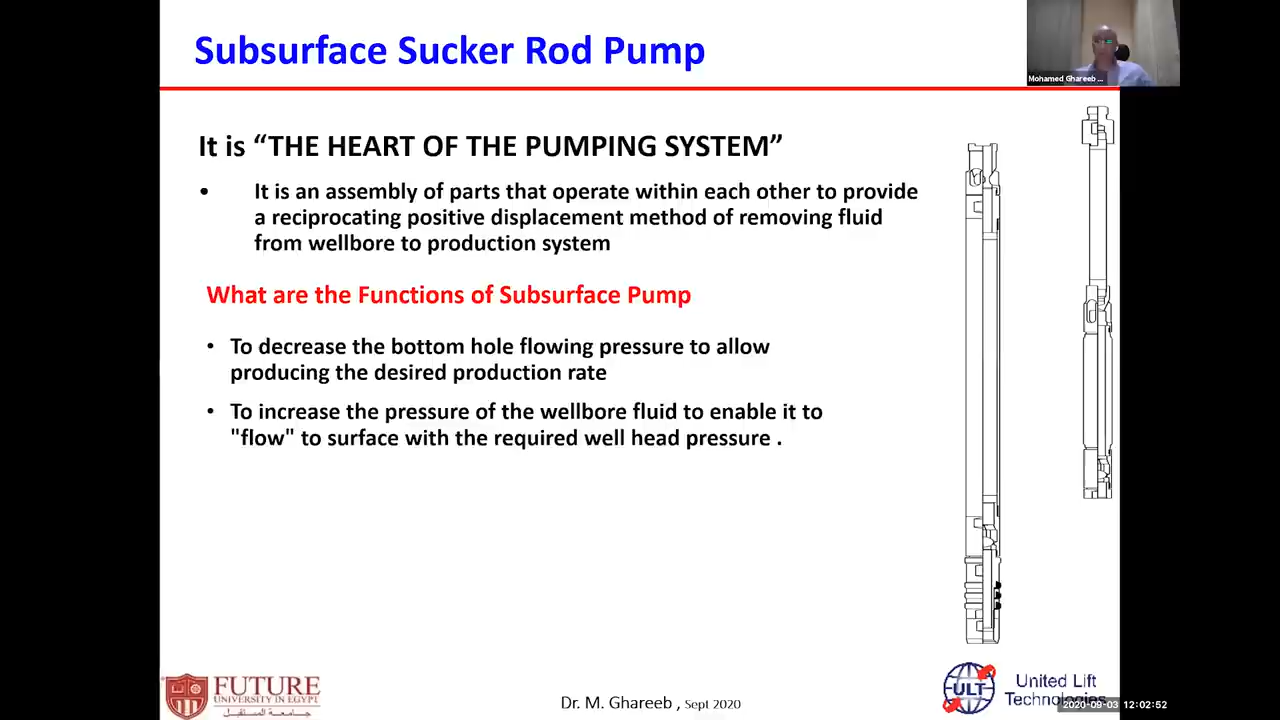 Subsurface Sucker Rod Pump
Mohamed Ghareeb ...
It is “THE HEART OF THE PUMPING SYSTEM”
• It is an assembly of parts that operate within each other to provide
a reciprocating positive displacement method of removing fluid
from wellbore to production system
What are the Functions of Subsurface Pump
• To decrease the bottom hole flowing pressure to allow
producing the desired production rate
• To increase the pressure of the wellbore fluid to enable it to
"flow" to surface with the required well head pressure .
FUTURE
UNIVERSITY IN EGYPT
جامعة المستقبل
Dr. M. Ghareeb , Sept 2020
ULT
United Lift
Technologies
2020-09-03 12:02:52